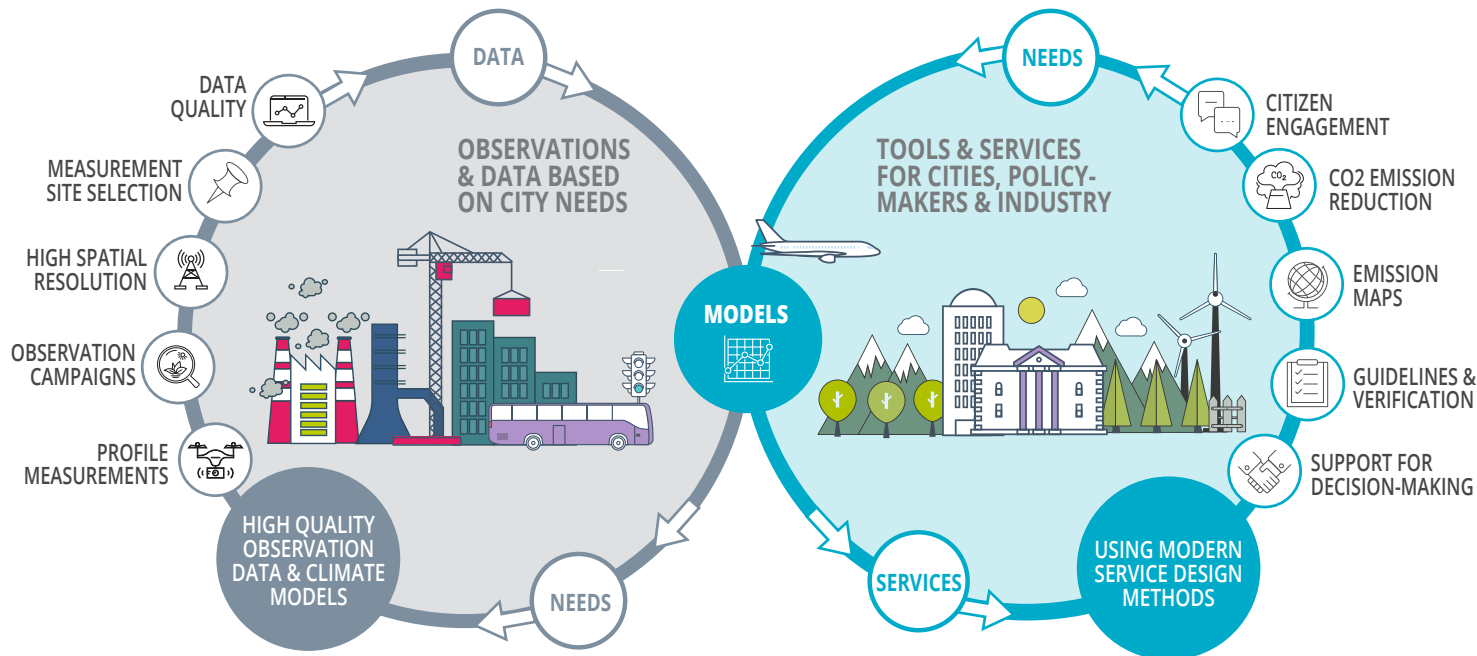 DATA
DATA
QUALITY
MEASUREMENT
SITE SELECTION
HIGH SPATIAL
RESOLUTION
OBSERVATION
CAMPAIGNS
PROFILE
MEASUREMENTS
HIGH QUALITY
OBSERVATION
DATA & CLIMATE
MODELS
NEEDS
OBSERVATIONS
& DATA BASED
ON CITY NEEDS
MODELS
NEEDS
TOOLS & SERVICES
FOR CITIES, POLICY-
MAKERS & INDUSTRY
CITIZEN
ENGAGEMENT
CO₂
CO2 EMISSION
REDUCTION
EMISSION
MAPS
GUIDELINES &
VERIFICATION
SUPPORT FOR
DECISION-MAKING
USING MODERN
SERVICE DESIGN
METHODS
SERVICES